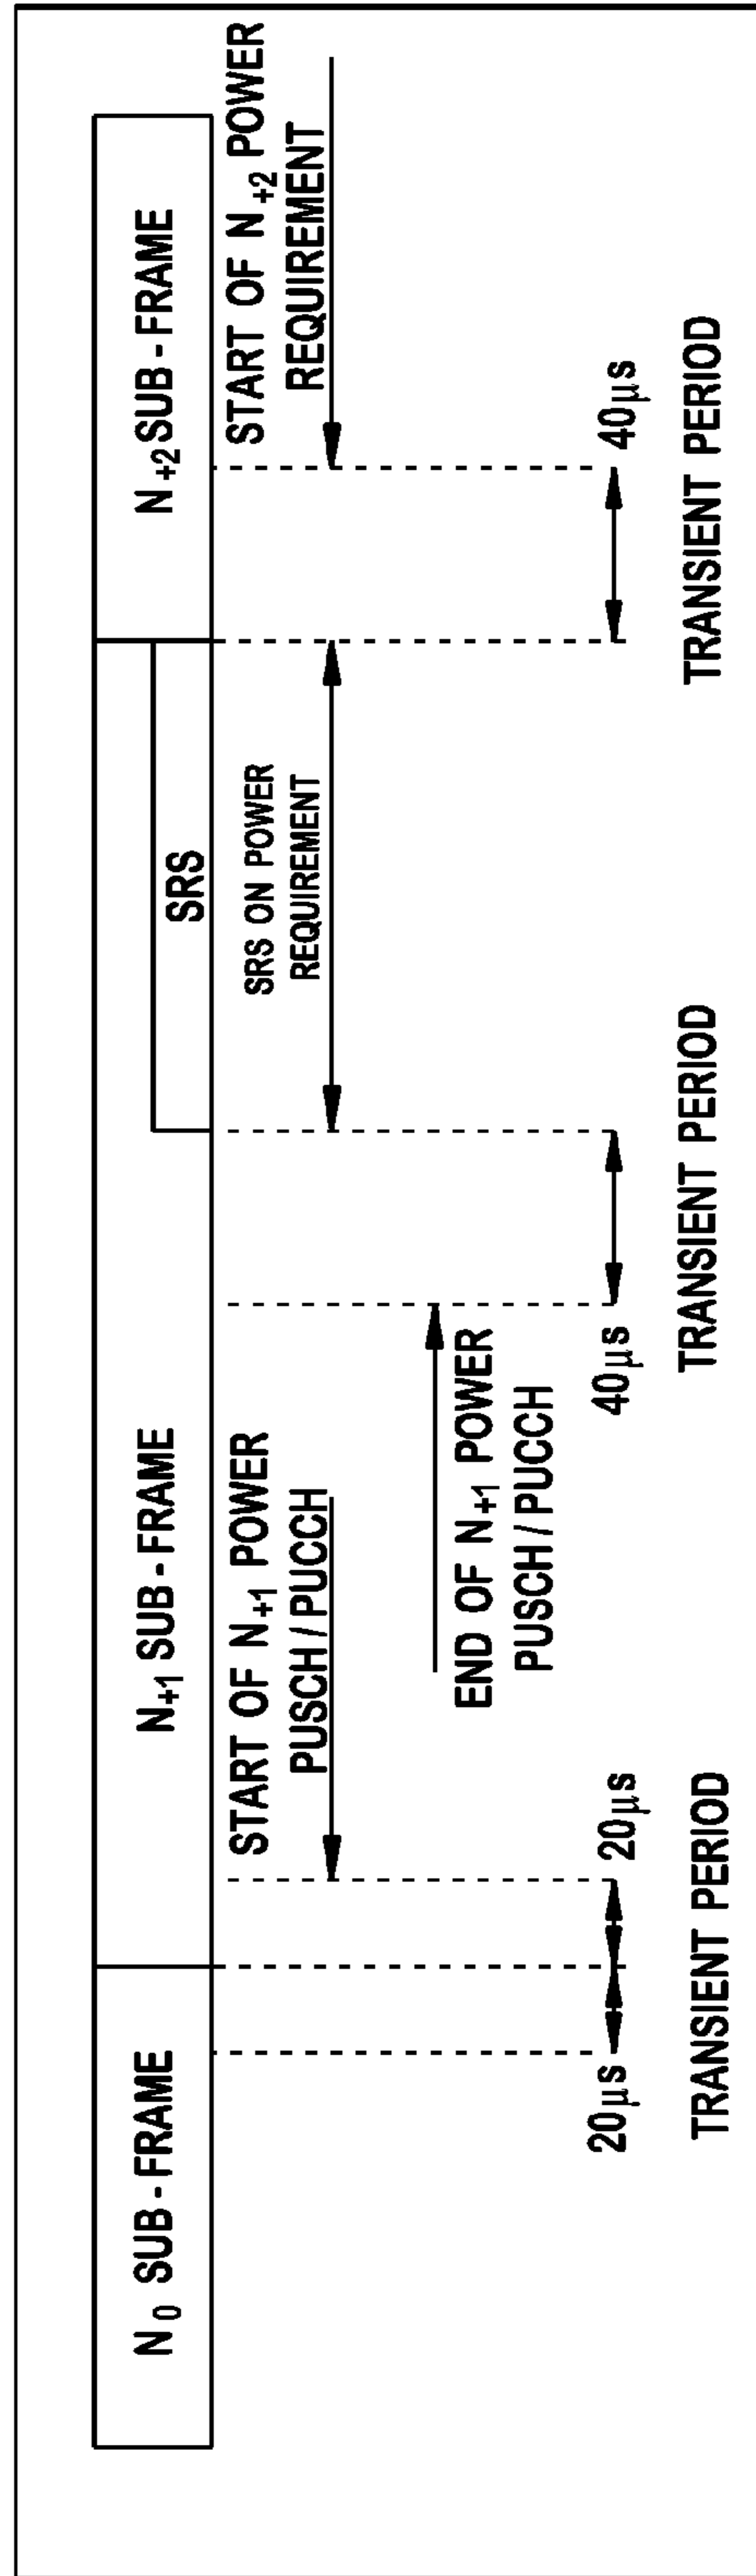 N0 SUB - FRAME
N+1 SUB - FRAME
N+2 SUB - FRAME
SRS
START OF N+1 POWER
PUSCH / PUCCH
SRS ON POWER
REQUIREMENT
START OF N+2 POWER
REQUIREMENT
END OF N+1 POWER
PUSCH / PUCCH
20μs
20μs
40μs
40μs
TRANSIENT PERIOD
TRANSIENT PERIOD
TRANSIENT PERIOD